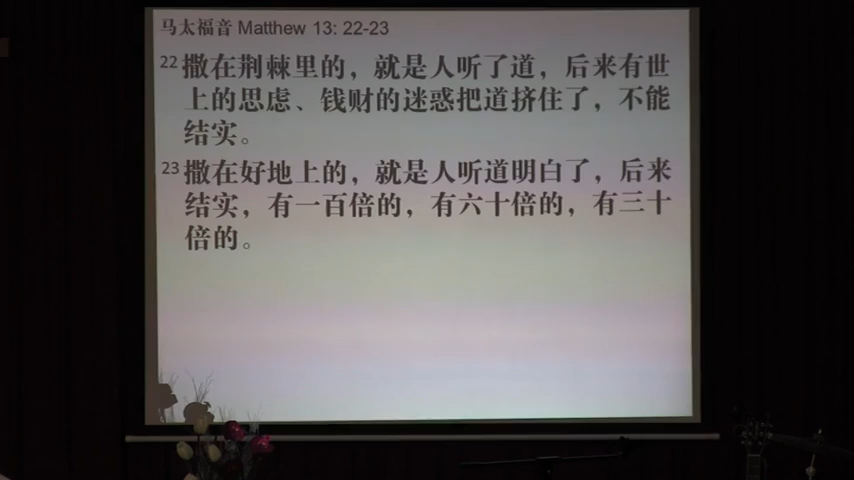 马太福音 Matthew 13: 22-23
22 撒在荆棘里的，就是人听了道，后来有世
上的思虑、钱财的迷惑把道挤住了，不能
结实。
23 撒在好地上的，就是人听道明白了，后来
结实，有一百倍的，有六十倍的，有三十
倍的。